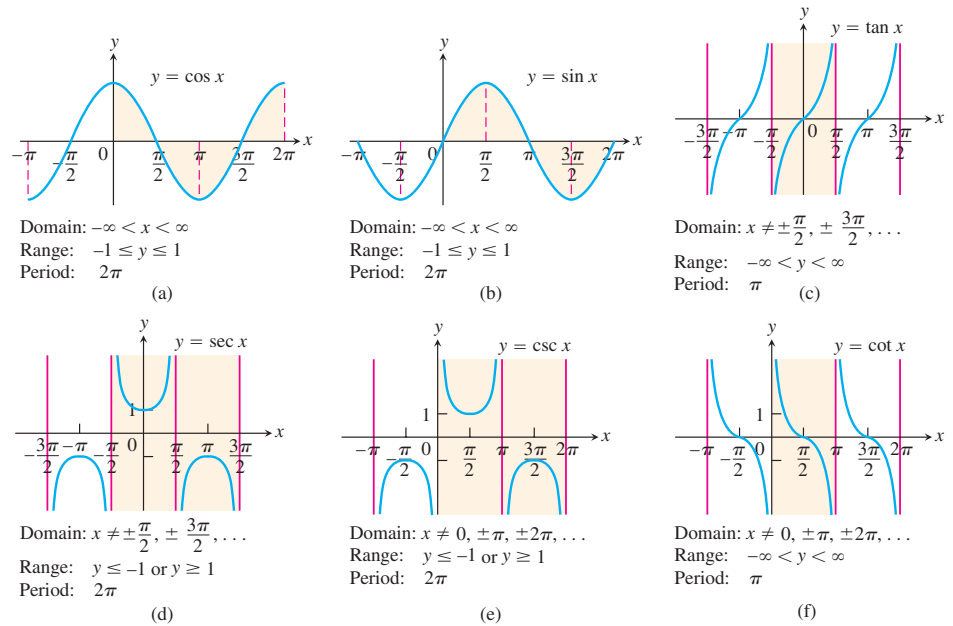 y
y = cos x
−π −π/2 0 π/2 π 3π/2 2π x
Domain: −∞ < x < ∞
Range: −1 ≤ y ≤ 1
Period: 2π
(a)
y
y = sin x
−π −π/2 0 π/2 π 3π/2 2π x
Domain: −∞ < x < ∞
Range: −1 ≤ y ≤ 1
Period: 2π
(b)
y
y = tan x
−3π/2 −π −π/2 0 π/2 π 3π/2 x
Domain: x ≠ ±π/2, ± 3π/2, . . .
Range: −∞ < y < ∞
Period: π
(c)
y
y = sec x
1
−3π/2 −π −π/2 0 π/2 π 3π/2 x
Domain: x ≠ ±π/2, ± 3π/2, . . .
Range: y ≤ −1 or y ≥ 1
Period: 2π
(d)
y
y = csc x
1
−π −π/2 0 π/2 π 3π/2 2π x
Domain: x ≠ 0, ±π, ±2π, . . .
Range: y ≤ −1 or y ≥ 1
Period: 2π
(e)
y
y = cot x
1
−π −π/2 0 π/2 π 3π/2 2π x
Domain: x ≠ 0, ±π, ±2π, . . .
Range: −∞ < y < ∞
Period: π
(f)